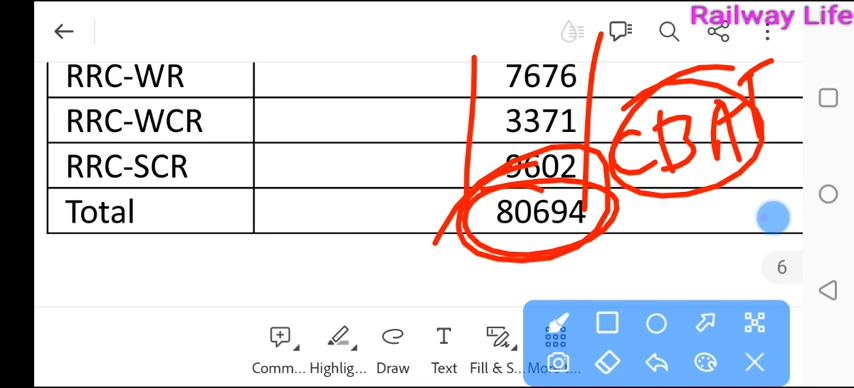 Railway Life
RRC-WR 7676
RRC-WCR 3371
CBAT
RRC-SCR 9602
Total 80694
6
Comm... Highlig... Draw Text Fill & S... More